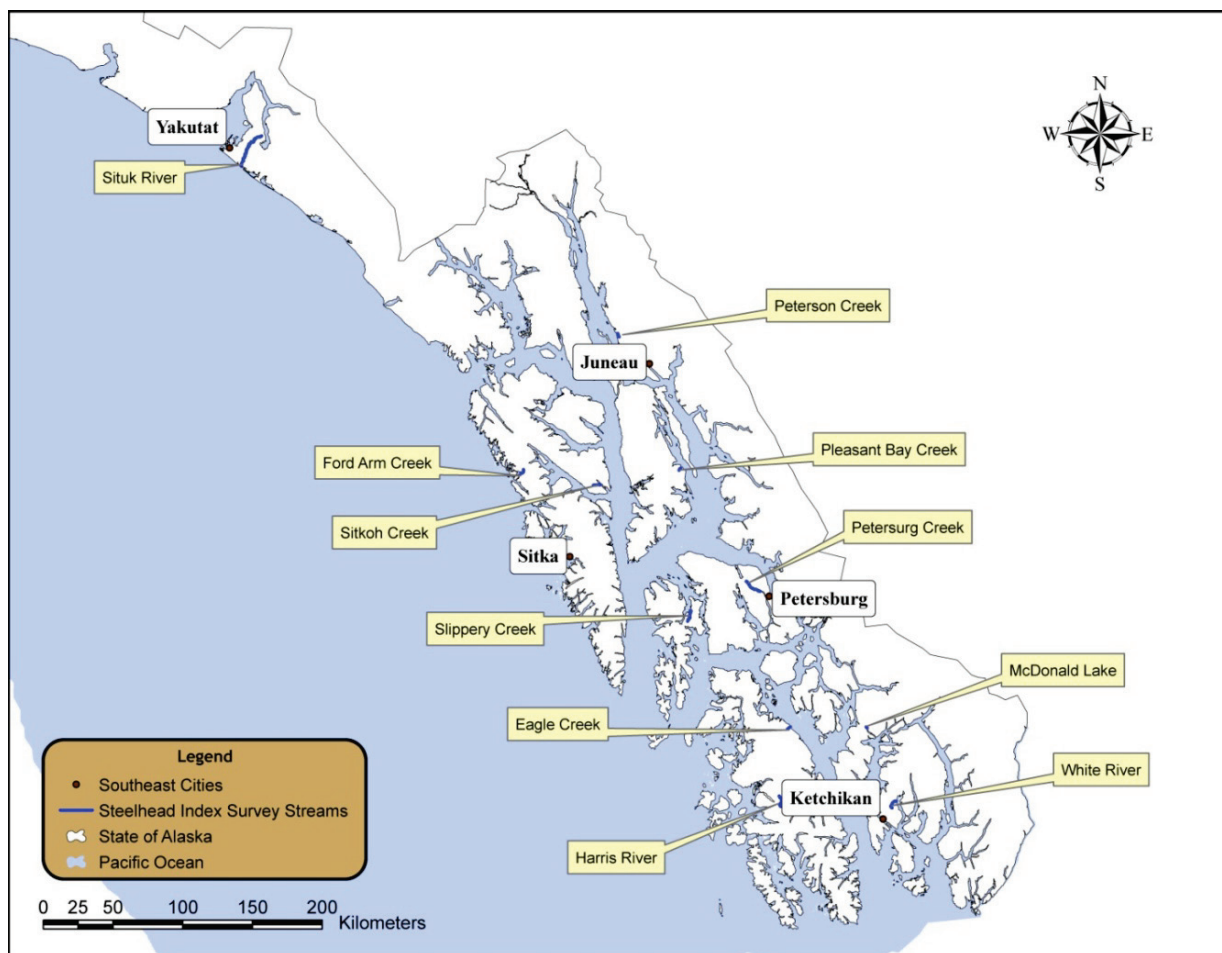 N
W E
S
Yakutat
Situk River
Peterson Creek
Juneau
Pleasant Bay Creek
Ford Arm Creek
Sitkoh Creek
Petersurg Creek
Sitka
Petersburg
Slippery Creek
McDonald Lake
Eagle Creek
White River
Ketchikan
Harris River
Legend
Southeast Cities
Steelhead Index Survey Streams
State of Alaska
Pacific Ocean
0 25 50 100 150 200
Kilometers